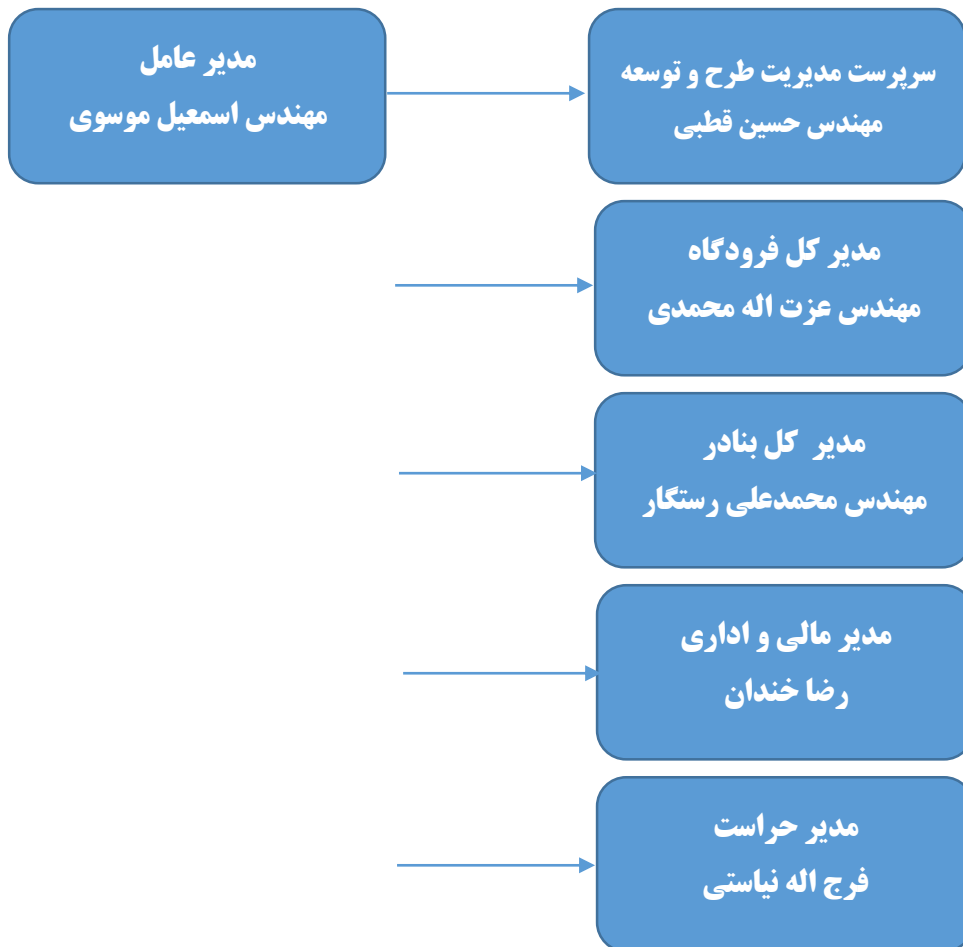 مدیر عامل
مهندس اسمعیل موسوی
سرپرست مدیریت طرح و توسعه
مهندس حسین قطبی
مدیر کل فرودگاه
مهندس عزت اله محمدی
مدیر کل بنادر
مهندس محمدعلی رستگار
مدیر مالی و اداری
رضا خندان
مدیر حراست
فرج اله نیاستی